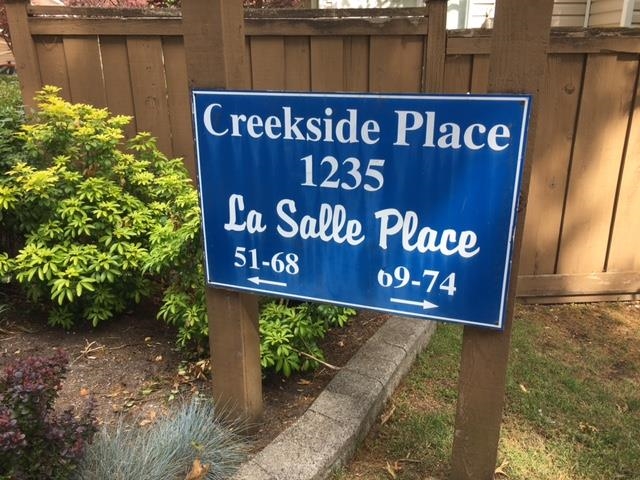 Creekside Place
1235
La Salle Place
51-68 69-74